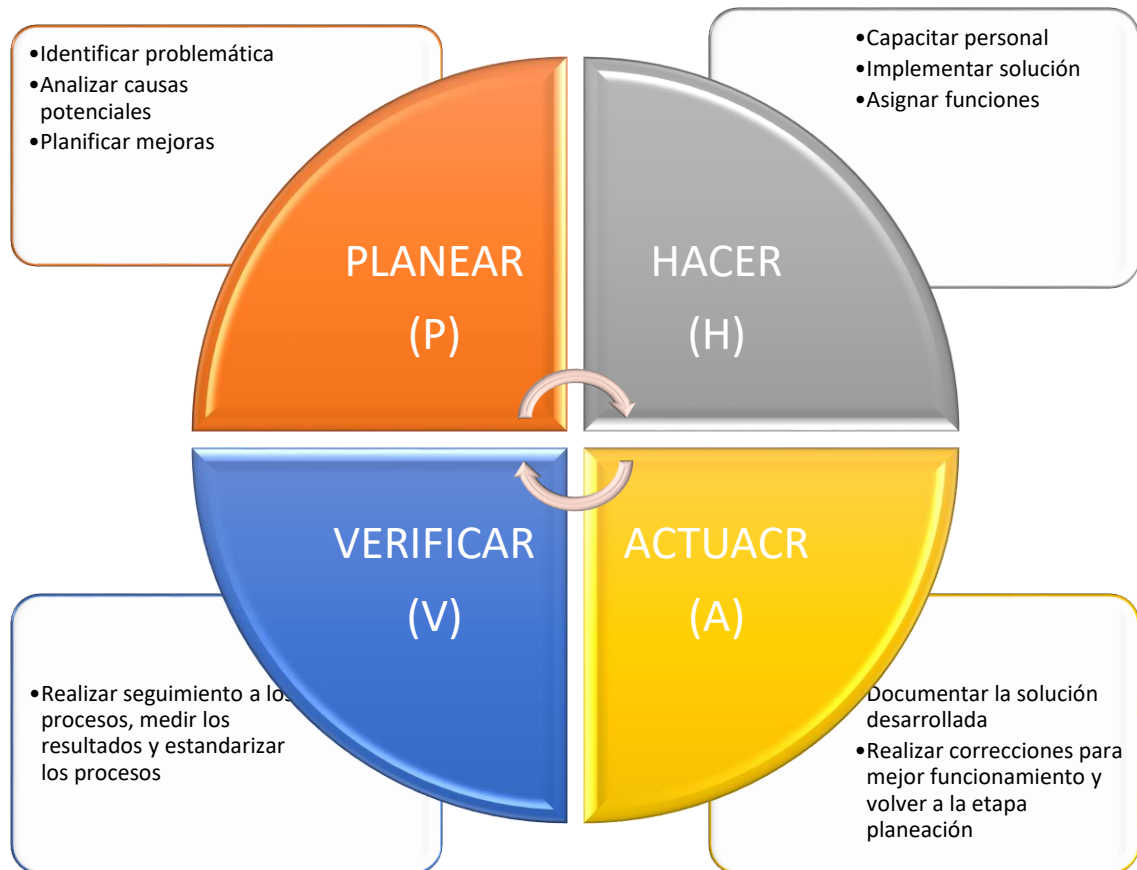 •Identificar problemática
•Analizar causas
potenciales
•Planificar mejoras
•Capacitar personal
•Implementar solución
•Asignar funciones
PLANEAR
(P)
HACER
(H)
VERIFICAR
(V)
ACTUACR
(A)
•Realizar seguimiento a los
procesos, medir los
resultados y estandarizar
los procesos
Documentar la solución
desarrollada
•Realizar correcciones para
mejor funcionamiento y
volver a la etapa
planeación